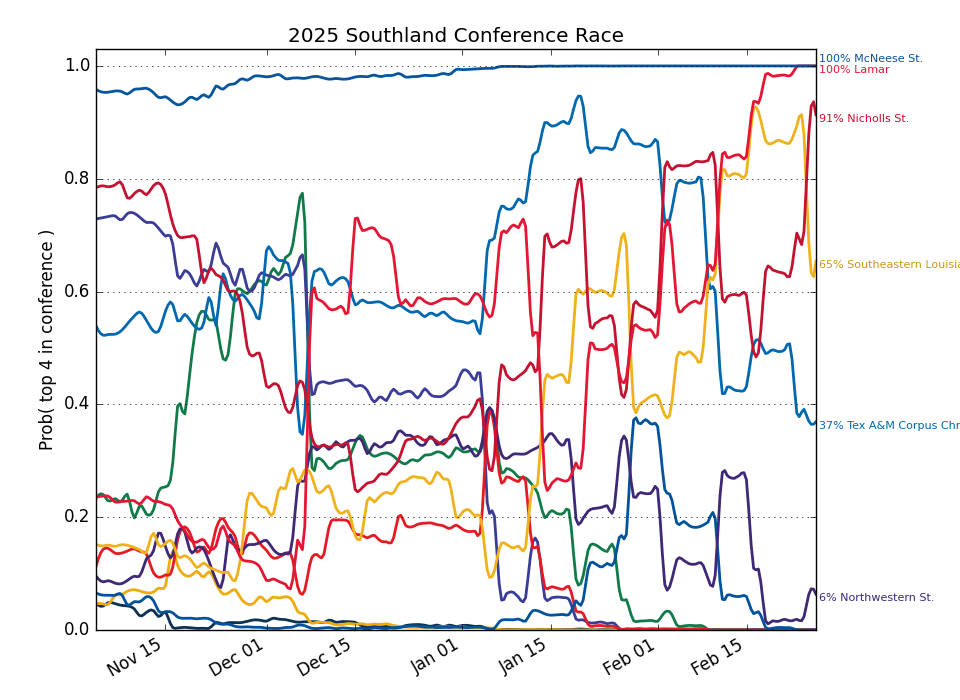 2025 Southland Conference Race
Prob( top 4 in conference )
1.0
0.8
0.6
0.4
0.2
0.0
Nov 15
Dec 01
Dec 15
Jan 01
Jan 15
Feb 01
Feb 15
100% McNeese St.
100% Lamar
91% Nicholls St.
65% Southeastern Louisia
37% Tex A&M Corpus Chr
6% Northwestern St.